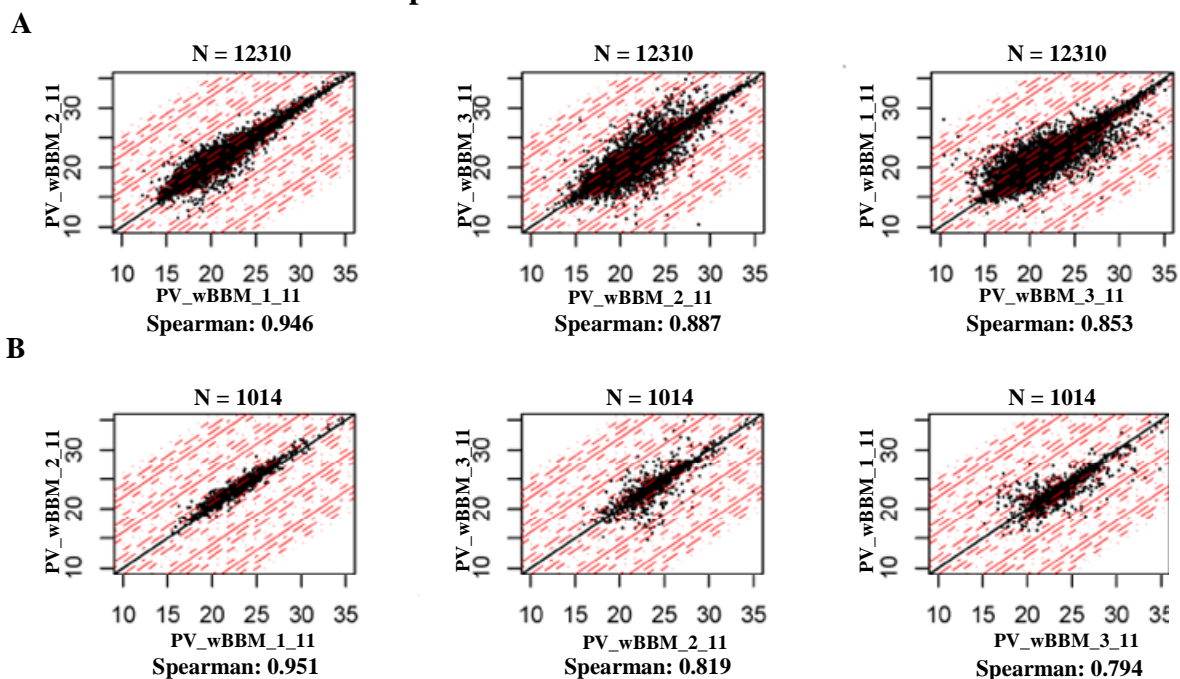 A
N = 12310
PV_wBBM_2_11
10 20 30
10 15 20 25 30 35
PV_wBBM_1_11
Spearman: 0.946
N = 12310
PV_wBBM_3_11
10 20 30
10 15 20 25 30 35
PV_wBBM_2_11
Spearman: 0.887
N = 12310
PV_wBBM_1_11
10 20 30
10 15 20 25 30 35
PV_wBBM_3_11
Spearman: 0.853
B
N = 1014
PV_wBBM_2_11
10 20 30
10 15 20 25 30 35
PV_wBBM_1_11
Spearman: 0.951
N = 1014
PV_wBBM_3_11
10 20 30
10 15 20 25 30 35
PV_wBBM_2_11
Spearman: 0.819
N = 1014
PV_wBBM_1_11
10 20 30
10 15 20 25 30 35
PV_wBBM_3_11
Spearman: 0.794